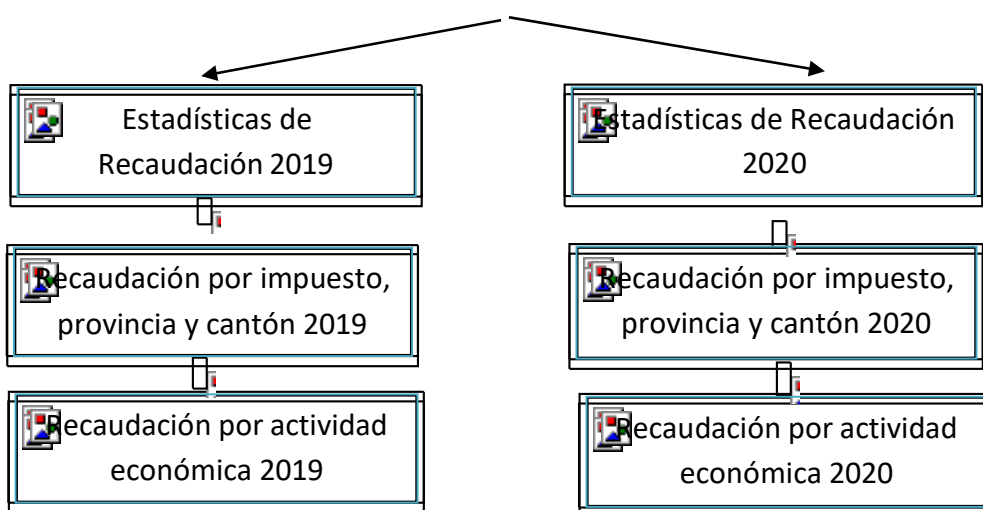 Estadísticas de
Recaudación 2019
Estadísticas de Recaudación
2020
Recaudación por impuesto,
provincia y cantón 2019
Recaudación por impuesto,
provincia y cantón 2020
Recaudación por actividad
económica 2019
Recaudación por actividad
económica 2020